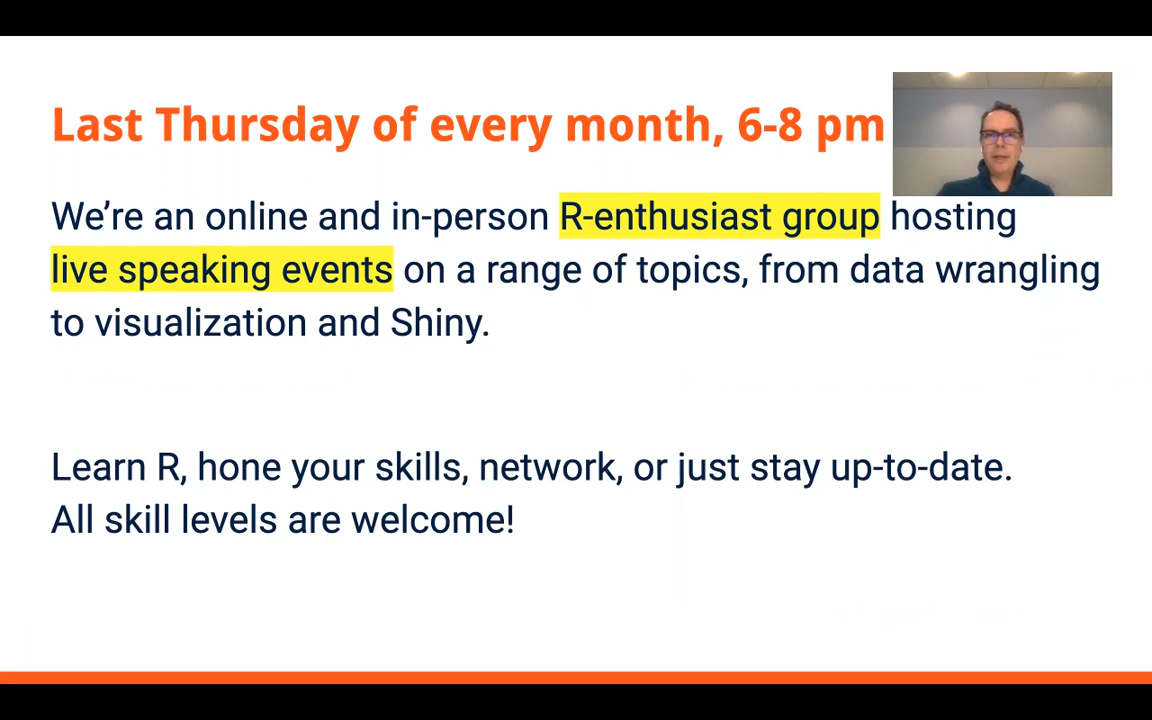 Last Thursday of every month, 6-8 pm
We’re an online and in-person R-enthusiast group hosting
live speaking events on a range of topics, from data wrangling
to visualization and Shiny.
Learn R, hone your skills, network, or just stay up-to-date.
All skill levels are welcome!